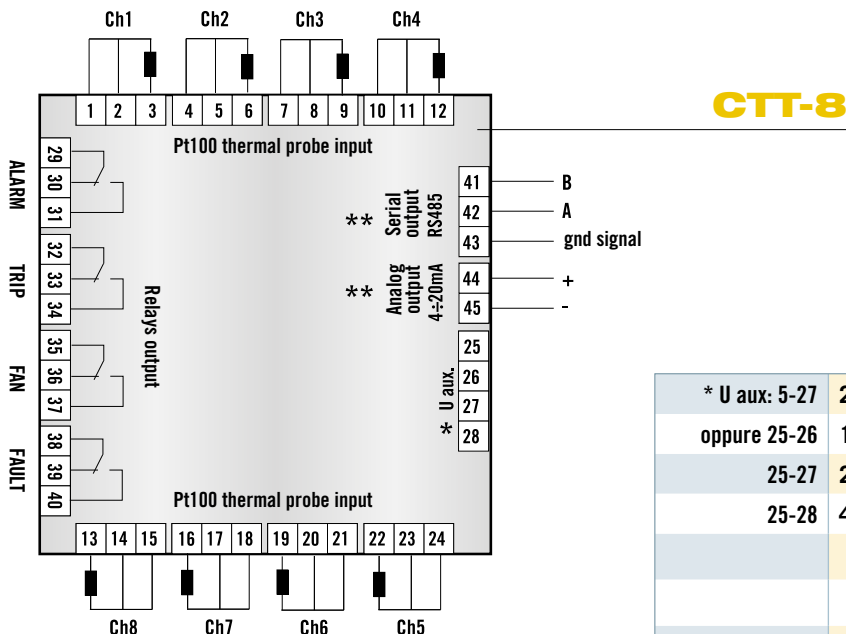 Ch1 Ch2 Ch3 Ch4
1 2 3 4 5 6 7 8 9 10 11 12
CTT-8
Pt100 thermal probe input
ALARM
29
30
31
TRIP
32
33
34
FAN
35
36
37
FAULT
38
39
40
Relays output
** Serial
output
RS485
41 B
42 A
43 gnd signal
** Analog
output
4÷20mA
44 +
45 -
* U aux.
25
26
27
28
Pt100 thermal probe input
13 14 15 16 17 18 19 20 21 22 23 24
Ch8 Ch7 Ch6 Ch5
* U aux: 5-27
oppure 25-26
25-27
25-28